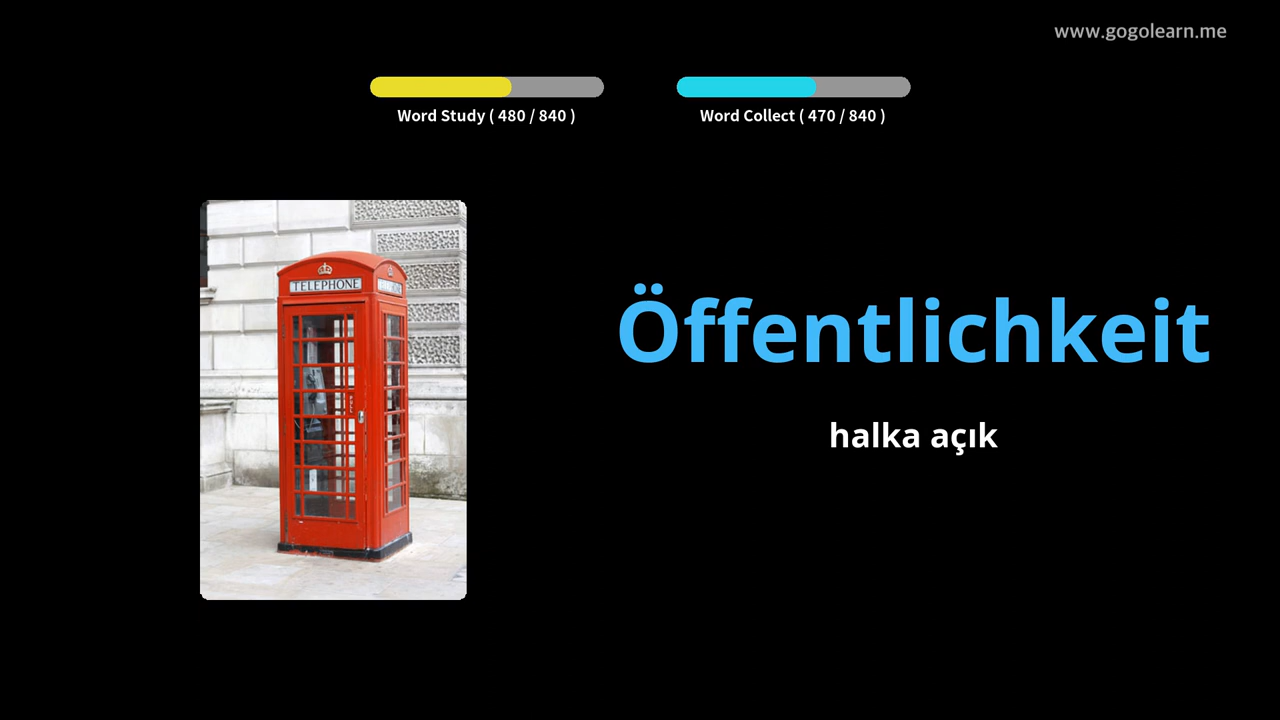 www.gogolearn.me
Word Study ( 480 / 840 )
Word Collect ( 470 / 840 )
TELEPHONE
Öffentlichkeit
halka açık